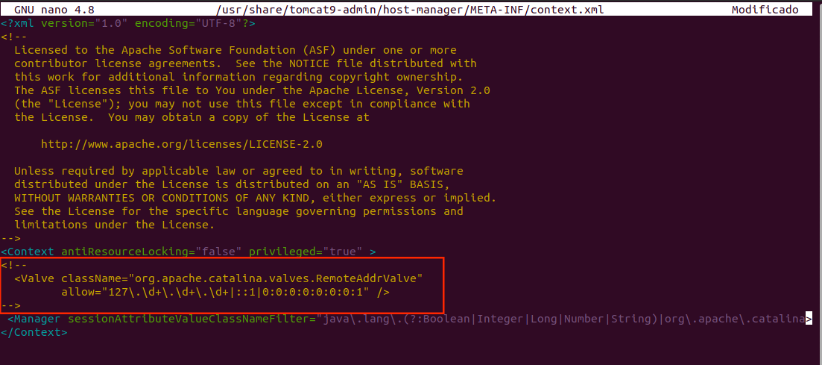 GNU nano 4.8 /usr/share/tomcat9-admin/host-manager/META-INF/context.xml Modificado
<?xml version="1.0" encoding="UTF-8"?>
<!--
Licensed to the Apache Software Foundation (ASF) under one or more
contributor license agreements. See the NOTICE file distributed with
this work for additional information regarding copyright ownership.
The ASF licenses this file to You under the Apache License, Version 2.0
(the "License"); you may not use this file except in compliance with
the License. You may obtain a copy of the License at
http://www.apache.org/licenses/LICENSE-2.0
Unless required by applicable law or agreed to in writing, software
distributed under the License is distributed on an "AS IS" BASIS,
WITHOUT WARRANTIES OR CONDITIONS OF ANY KIND, either express or implied.
See the License for the specific language governing permissions and
limitations under the License.
-->
<Context antiResourceLocking="false" privileged="true" >
<!--
<Valve className="org.apache.catalina.valves.RemoteAddrValve"
allow="127\.\d+\.\d+\.\d+|::1|0:0:0:0:0:0:0:1" />
-->
<Manager sessionAttributeValueClassNameFilter="java\.lang\.(?:Boolean|Integer|Long|Number|String)|org\.apache\.catalina>
</Context>